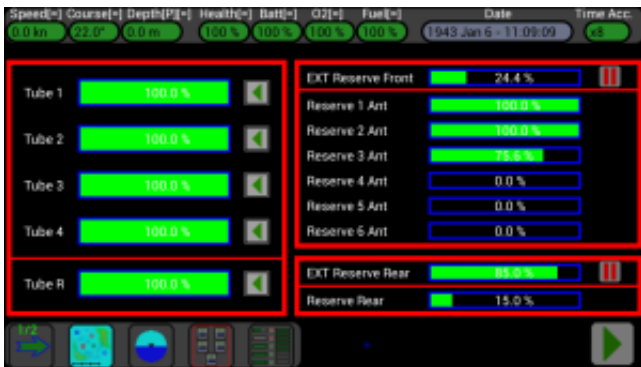 Speed[=] Course[=] Depth[P][=] Health[=] Batt[=] O2[=] Fuel[=] Date Time Acc.
0.0 kn 22.0° 0.0 m 100 % 100 % 100 % 100 % 1943 Jan 6 - 11:09:09 x8
EXT Reserve Front 24.4 %
Tube 1 100.0 %
Reserve 1 Ant 100.0 %
Reserve 2 Ant 100.0 %
Tube 2 100.0 %
Reserve 3 Ant 75.6 %
Tube 3 100.0 %
Reserve 4 Ant 0.0 %
Reserve 5 Ant 0.0 %
Tube 4 100.0 %
Reserve 6 Ant 0.0 %
EXT Reserve Rear 85.0 %
Tube R 100.0 %
Reserve Rear 15.0 %
1/2